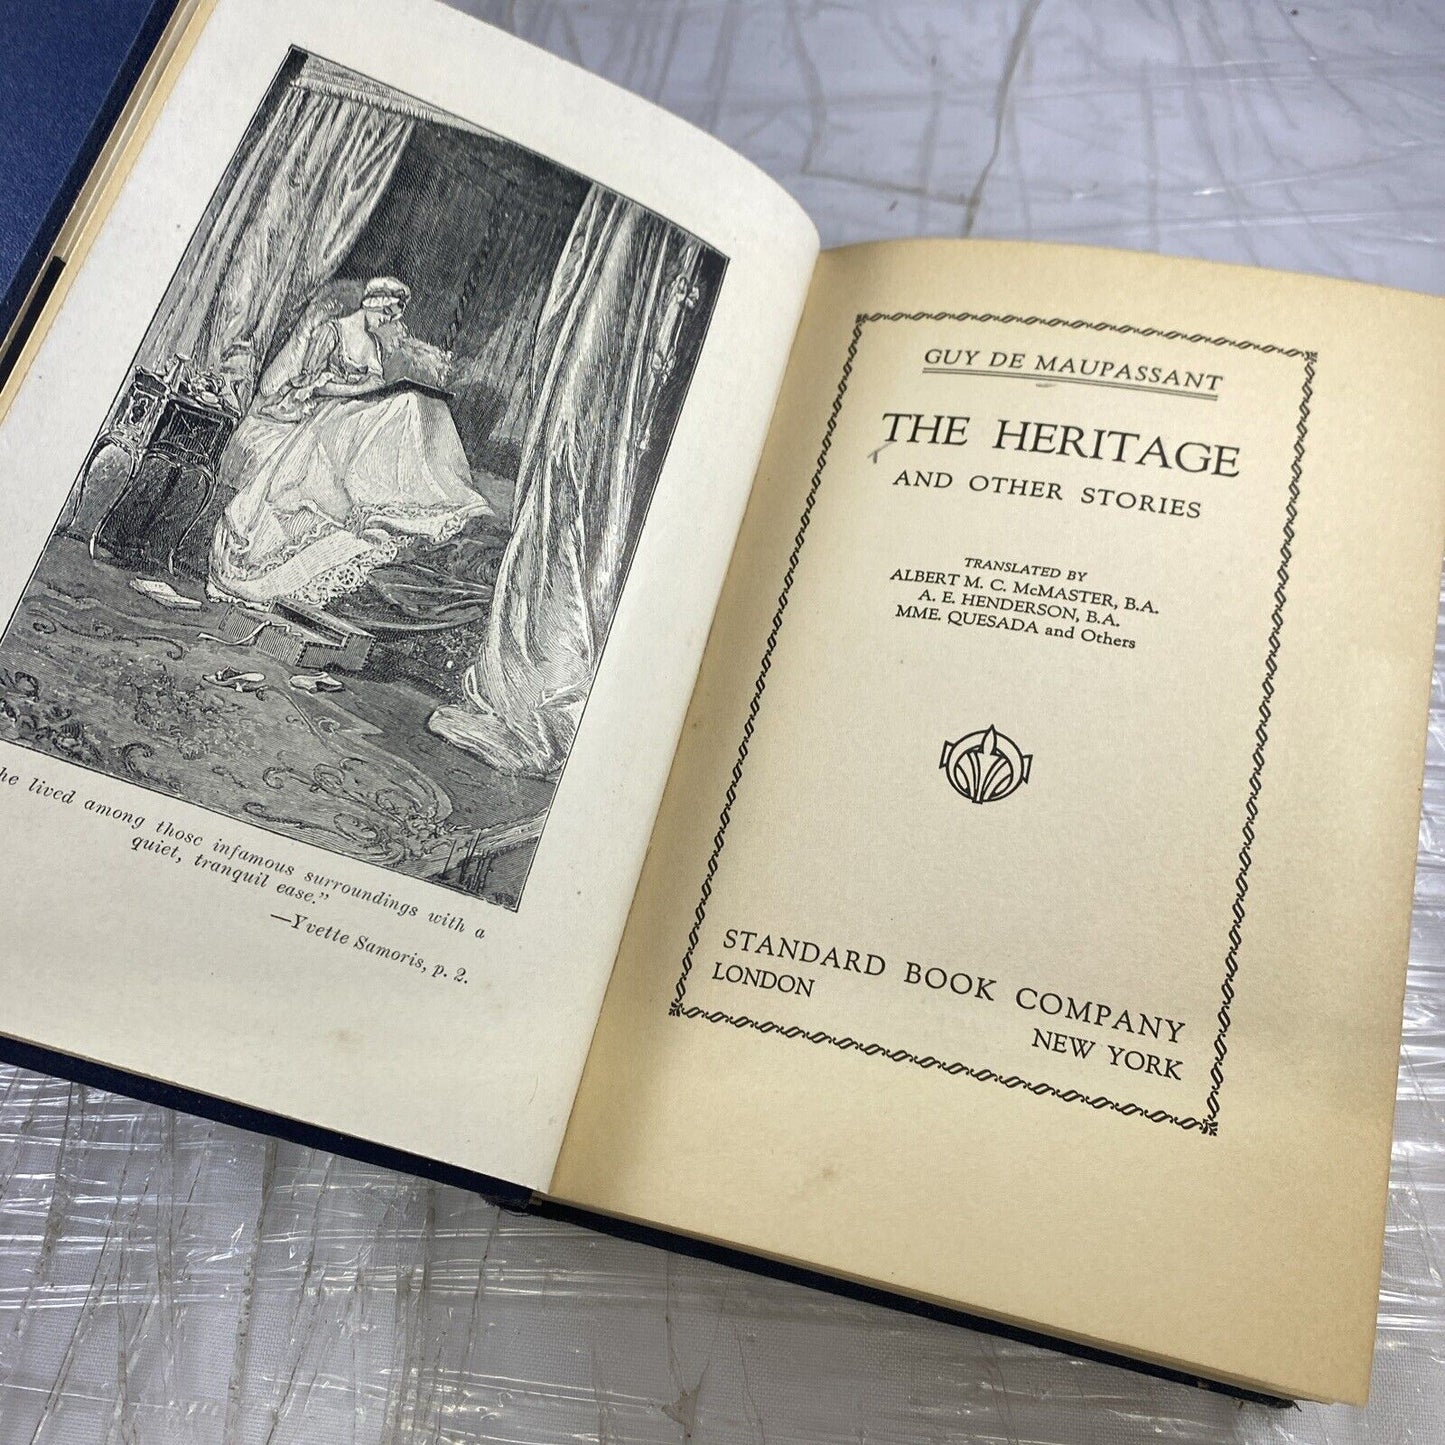 he lived among those infamous surroundings with a
quiet, tranquil ease."
—Yvette Samoris, p. 2.
GUY DE MAUPASSANT
THE HERITAGE
AND OTHER STORIES
TRANSLATED BY
ALBERT M. C. McMASTER, B.A.
A. E. HENDERSON, B.A.
MME. QUESADA and Others
STANDARD BOOK COMPANY
LONDON
NEW YORK